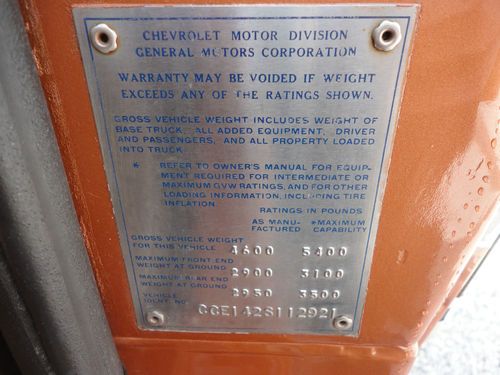 CHEVROLET MOTOR DIVISION
GENERAL MOTORS CORPORATION
WARRANTY MAY BE VOIDED IF WEIGHT
EXCEEDS ANY OF THE RATINGS SHOWN.
GROSS VEHICLE WEIGHT INCLUDES WEIGHT OF
BASE TRUCK, ALL ADDED EQUIPMENT, DRIVER
AND PASSENGERS, AND ALL PROPERTY LOADED
INTO TRUCK.
* REFER TO OWNER'S MANUAL FOR EQUIP-
MENT REQUIRED FOR INTERMEDIATE OR
MAXIMUM GVW RATINGS, AND FOR OTHER
LOADING INFORMATION, INCLUDING TIRE
INFLATION.
RATINGS IN POUNDS
AS MANU- *MAXIMUM
FACTURED CAPABILITY
GROSS VEHICLE WEIGHT
FOR THIS VEHICLE 4600 5400
MAXIMUM FRONT END
WEIGHT AT GROUND 2900 3100
MAXIMUM REAR END
WEIGHT AT GROUND 2950 3500
VEHICLE
IDENT. NO. CCE142S112921